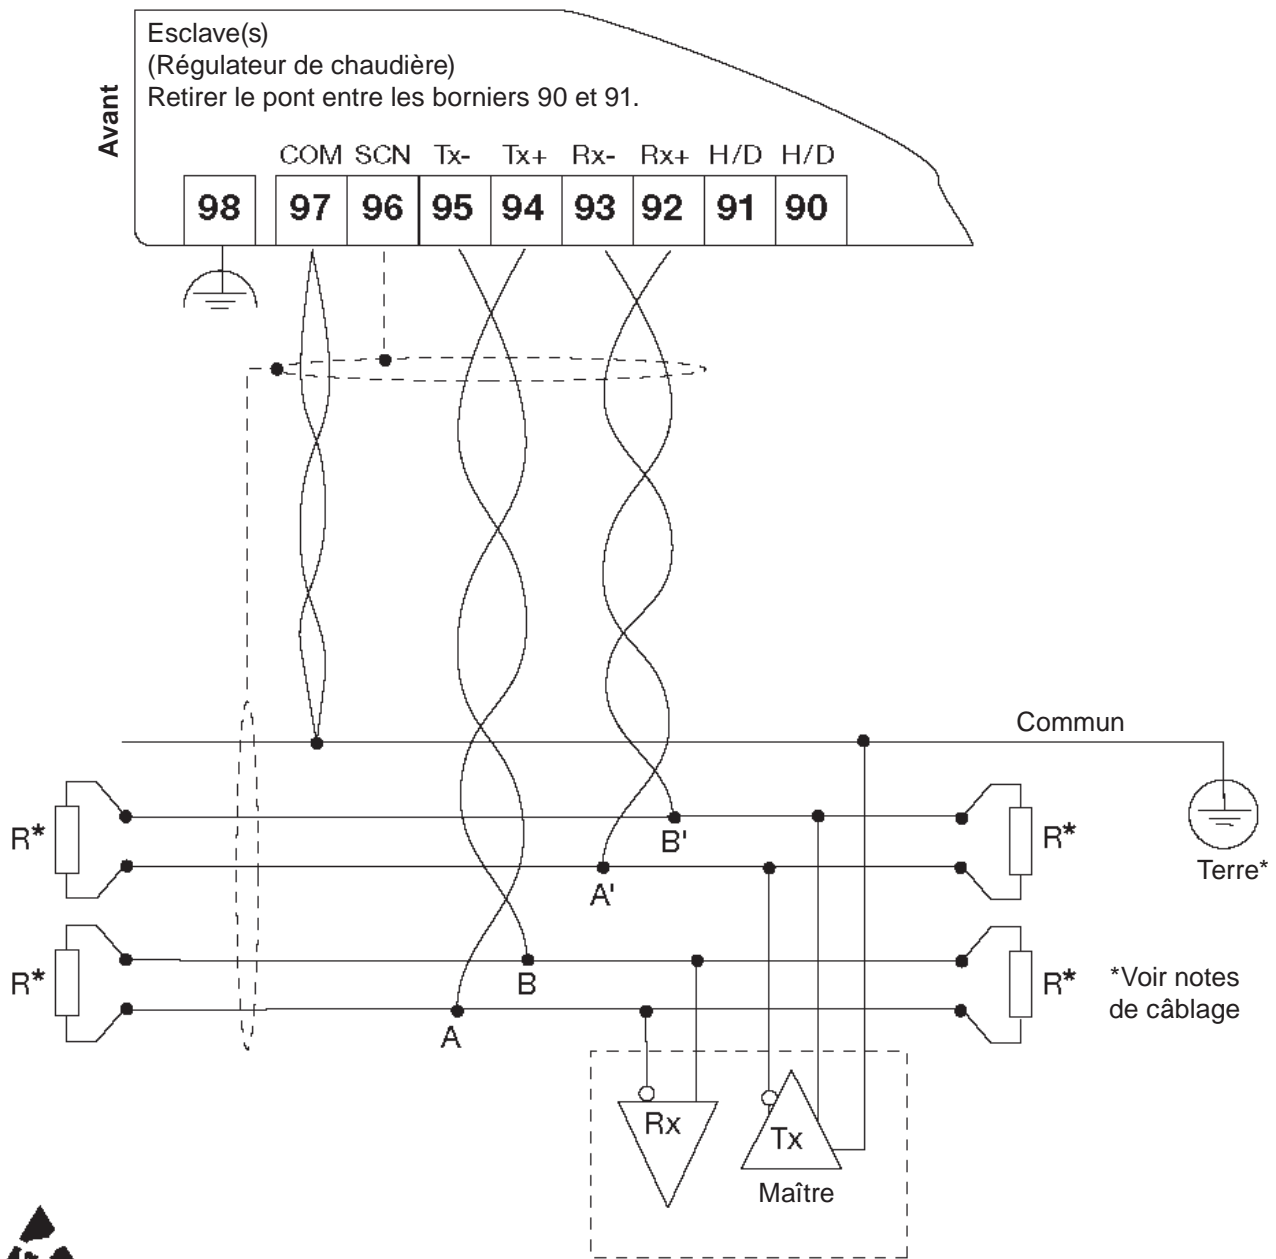 Esclave(s)
(Régulateur de chaudière)
Retirer le pont entre les borniers 90 et 91.
Avant
COM SCN Tx- Tx+ Rx- Rx+ H/D H/D
98 97 96 95 94 93 92 91 90
Commun
R*
B'
R*
Terre*
A'
R*
B
R*
*Voir notes
de câblage
A
Rx
Tx
Maître